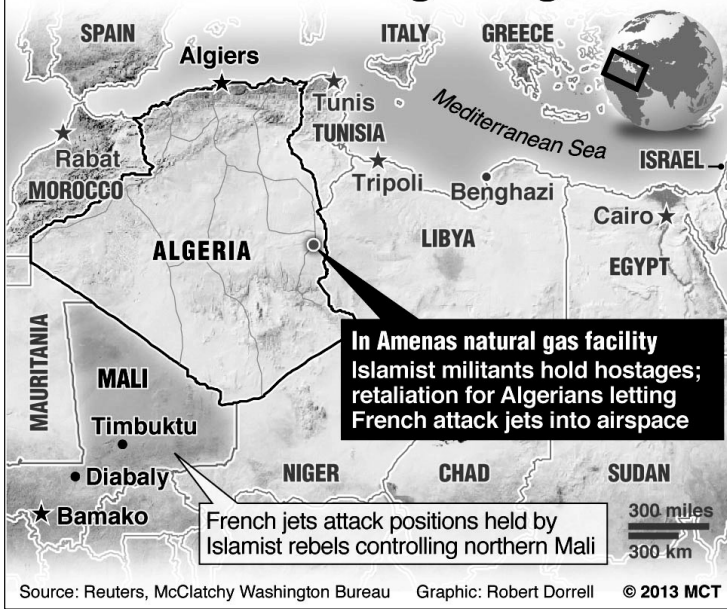 SPAIN
ITALY
GREECE
Algiers
Tunis
TUNISIA
Mediterranean Sea
Rabat
MOROCCO
Tripoli
Benghazi
ISRAEL
Cairo
ALGERIA
LIBYA
EGYPT
In Amenas natural gas facility
Islamist militants hold hostages;
retaliation for Algerians letting
French attack jets into airspace
MAURITANIA
MALI
Timbuktu
Diabaly
NIGER
CHAD
SUDAN
Bamako
French jets attack positions held by
Islamist rebels controlling northern Mali
300 miles
300 km
Source: Reuters, McClatchy Washington Bureau Graphic: Robert Dorrell © 2013 MCT